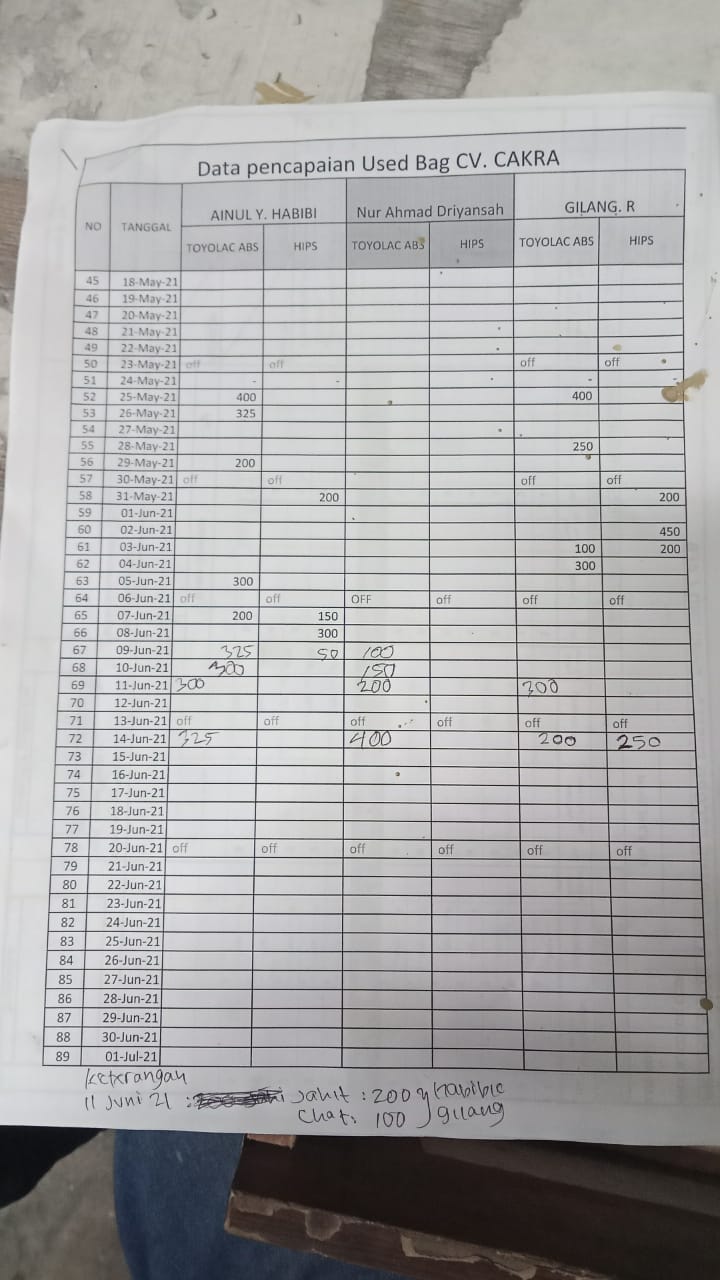 Data pencapaian Used Bag CV. CAKRA
NO TANGGAL AINUL Y. HABIBI Nur Ahmad Driyansah GILANG. R
TOYOLAC ABS HIPS TOYOLAC ABS HIPS TOYOLAC ABS HIPS
45 18-May-21
46 19-May-21
47 20-May-21
48 21-May-21
49 22-May-21
50 23-May-21 off off off off
51 24-May-21 - - -
52 25-May-21 400 400
53 26-May-21 325
54 27-May-21
55 28-May-21 250
56 29-May-21 200
57 30-May-21 off off off off
58 31-May-21 200 200
59 01-Jun-21
60 02-Jun-21 450
61 03-Jun-21 100 200
62 04-Jun-21 300
63 05-Jun-21 300
64 06-Jun-21 off off OFF off off off
65 07-Jun-21 200 150
66 08-Jun-21 300
67 09-Jun-21 325 50 100
68 10-Jun-21 300 150
69 11-Jun-21 300 200 300
70 12-Jun-21
71 13-Jun-21 off off off off off off
72 14-Jun-21 325 400 200 250
73 15-Jun-21
74 16-Jun-21
75 17-Jun-21
76 18-Jun-21
77 19-Jun-21
78 20-Jun-21 off off off off off off
79 21-Jun-21
80 22-Jun-21
81 23-Jun-21
82 24-Jun-21
83 25-Jun-21
84 26-Jun-21
85 27-Jun-21
86 28-Jun-21
87 29-Jun-21
88 30-Jun-21
89 01-Jul-21
keterangan
11 Juni 21 : Jahit : 200 habibie
Chat : 100 gilang